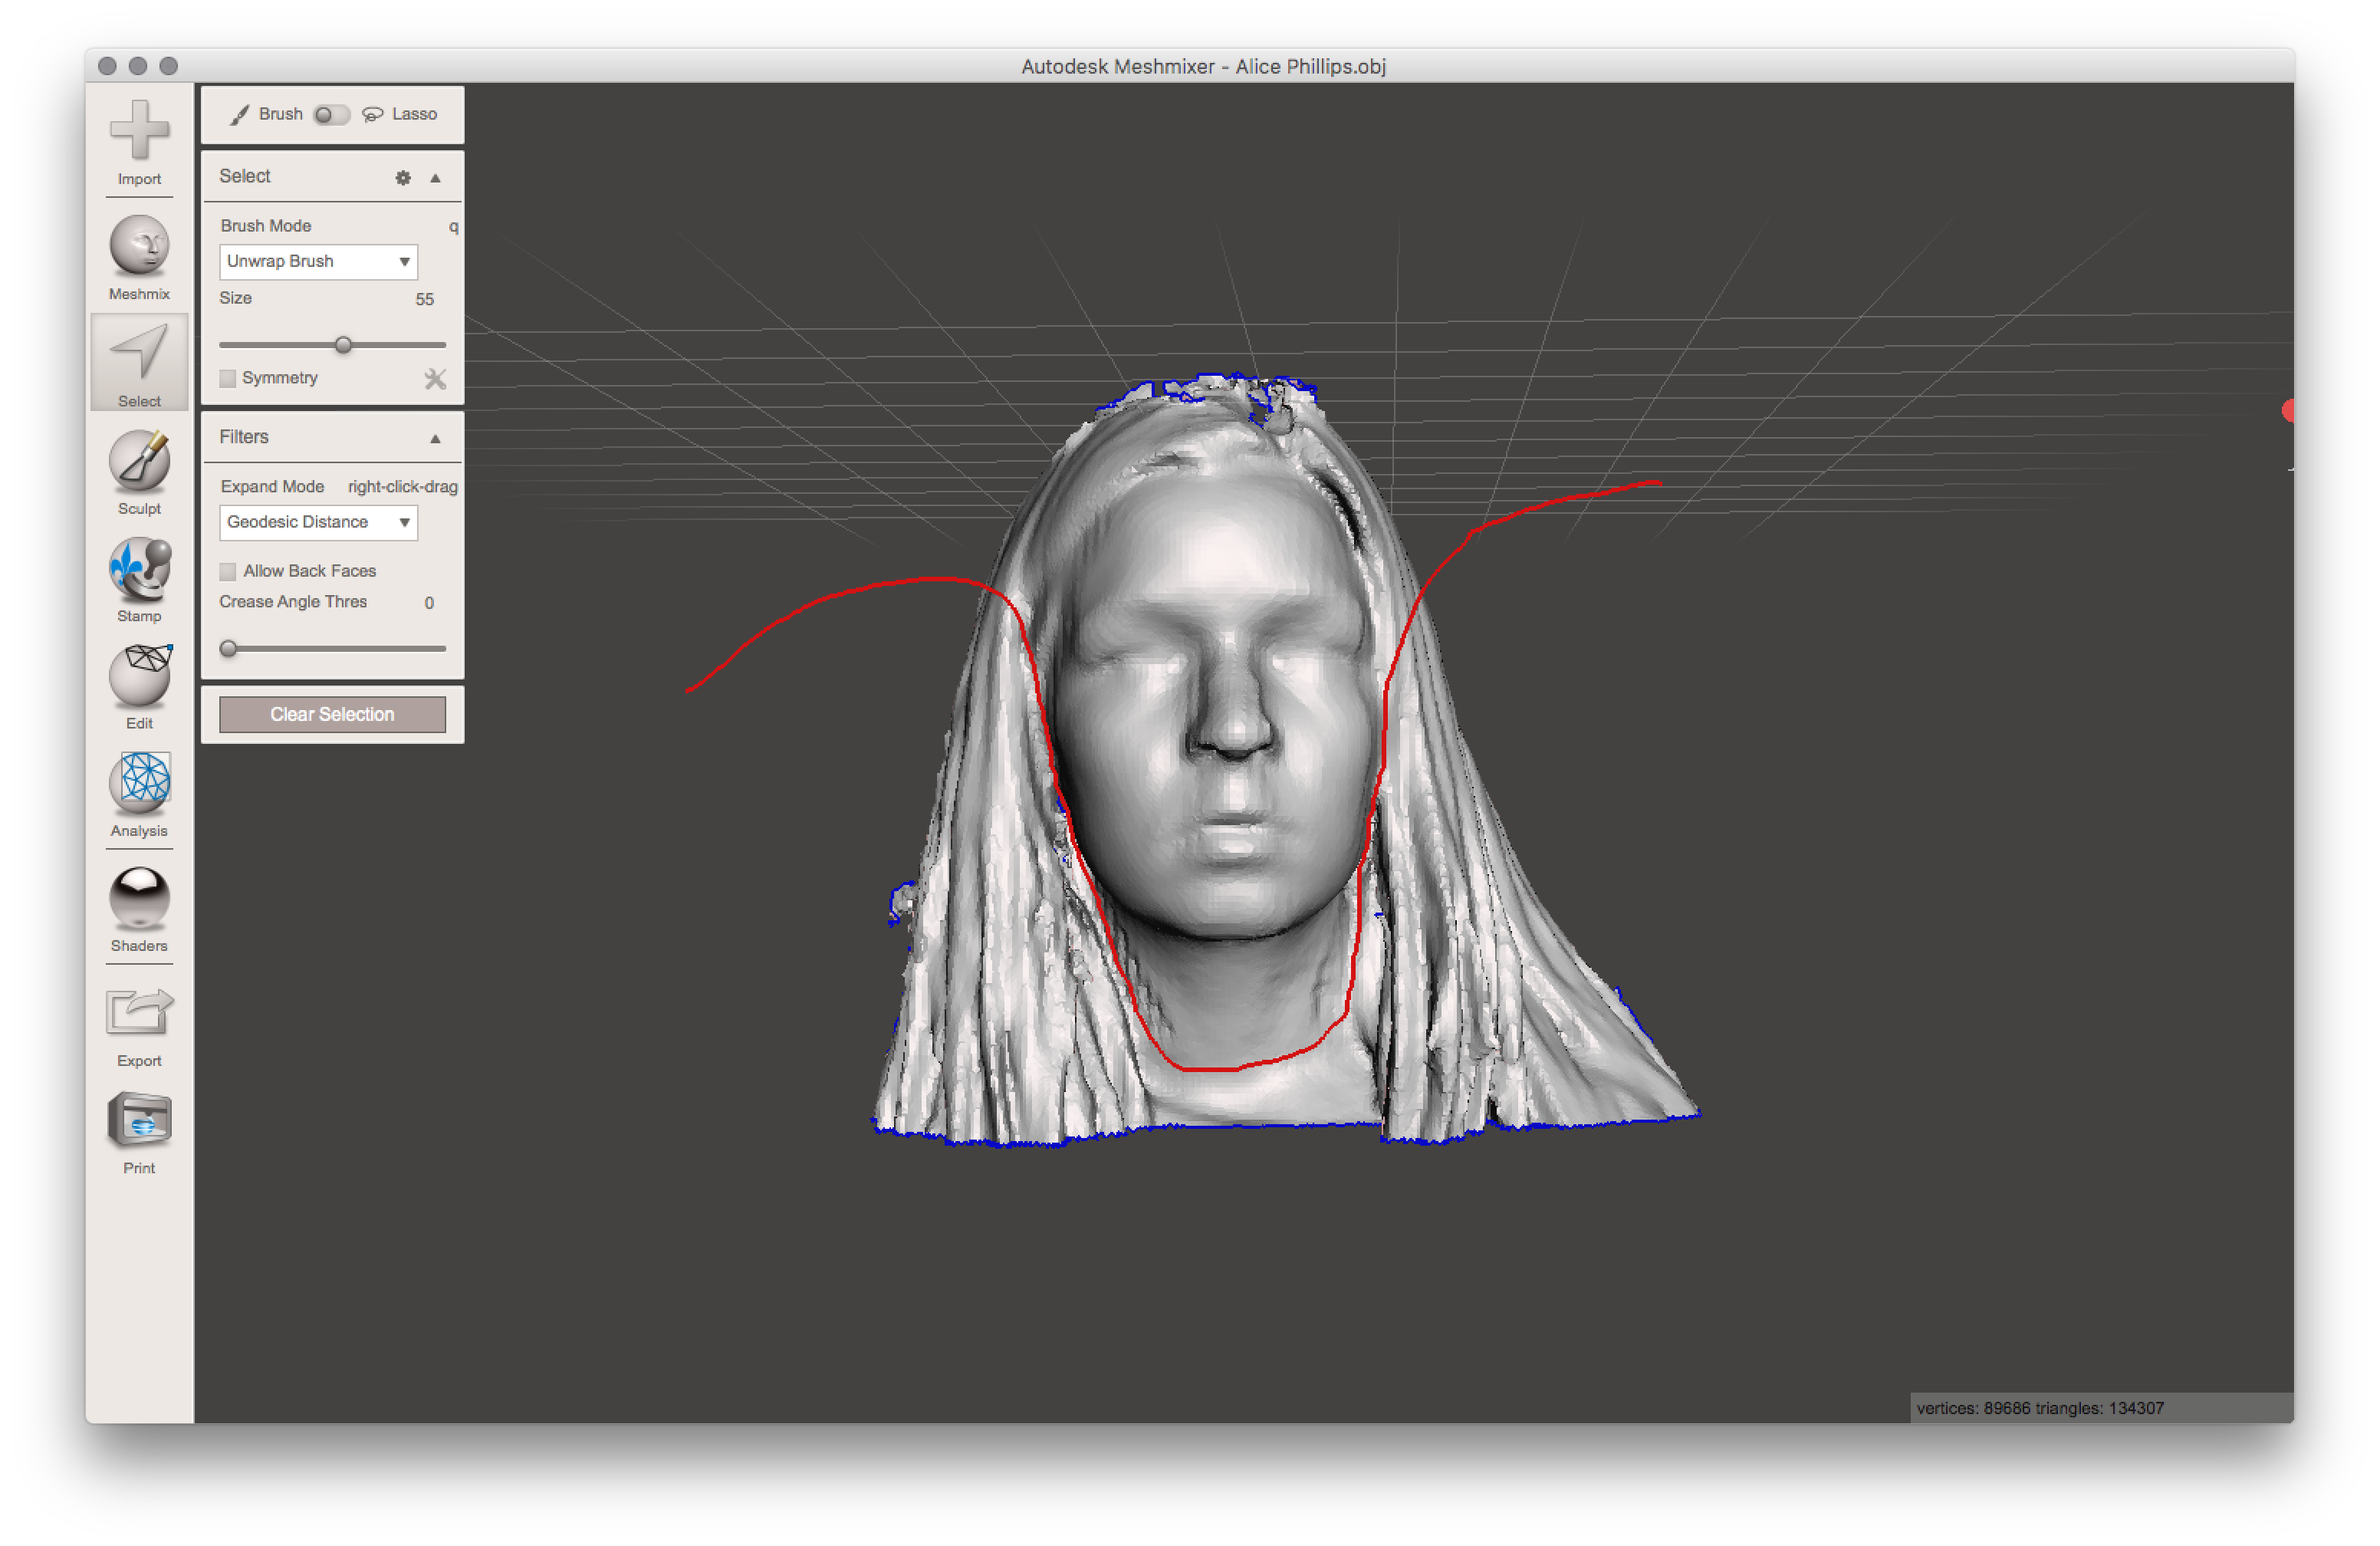 Autodesk Meshmixer - Alice Phillips.obj
Import
Meshmix
Select
Sculpt
Stamp
Edit
Analysis
Shaders
Export
Print
Brush Lasso
Select
Brush Mode q
Unwrap Brush
Size 55
Symmetry
Filters
Expand Mode right-click-drag
Geodesic Distance
Allow Back Faces
Crease Angle Thres 0
Clear Selection
vertices: 89686 triangles: 134307